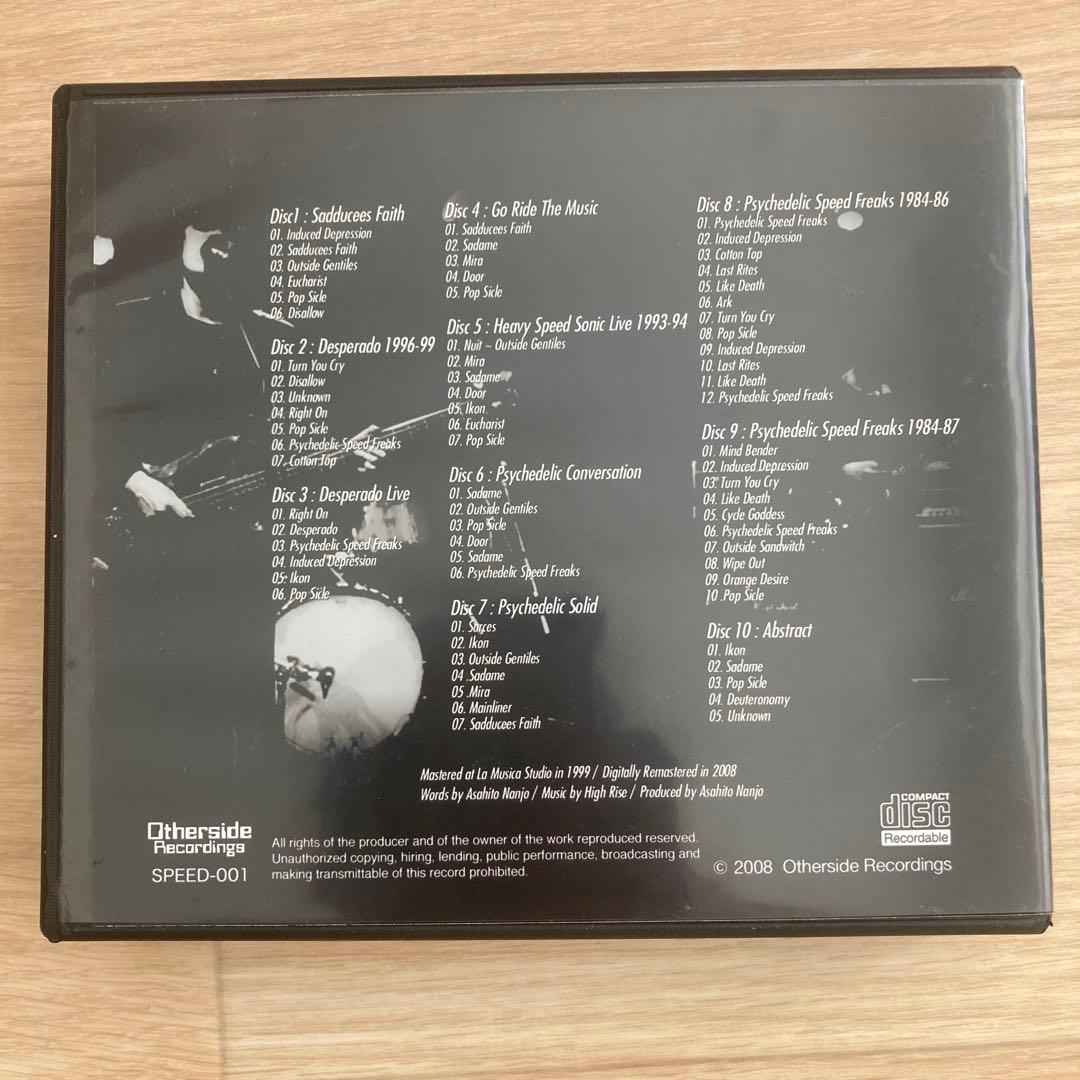 Disc1 : Sadducees Faith
01. Induced Depression
02. Sadducees Faith
03. Outside Gentiles
04. Eucharist
05. Pop Sicle
06. Disallow
Disc 2 : Desperado 1996-99
01. Turn You Cry
02. Disallow
03. Unknown
04. Right On
05. Pop Sicle
06. Psychedelic Speed Freaks
07. Cotton Top
Disc 3 : Desperado Live
01. Right On
02. Desperado
03. Psychedelic Speed Freaks
04. Induced Depression
05. Ikon
06. Pop Sicle
Disc 4 : Go Ride The Music
01. Sadducees Faith
02. Sadame
03. Mira
04. Door
05. Pop Sicle
Disc 5 : Heavy Speed Sonic Live 1993-94
01. Nuit ~ Outside Gentiles
02. Mira
03. Sadame
04. Door
05. Ikon
06. Eucharist
07. Pop Sicle
Disc 6 : Psychedelic Conversation
01. Sadame
02. Outside Gentiles
03. Pop Sicle
04. Door
05. Sadame
06. Psychedelic Speed Freaks
Disc 7 : Psychedelic Solid
01. Sarces
02. Ikon
03. Outside Gentiles
04 .Sadame
05 .Mira
06. Mainliner
07. Sadducees Faith
Disc 8 : Psychedelic Speed Freaks 1984-86
01. Psychedelic Speed Freaks
02. Induced Depression
03. Cotton Top
04. Last Rites
05. Like Death
06. Ark
07. Turn You Cry
08. Pop Sicle
09. Induced Depression
10. Last Rites
11. Like Death
12. Psychedelic Speed Freaks
Disc 9 : Psychedelic Speed Freaks 1984-87
01. Mind Bender
02. Induced Depression
03. Turn You Cry
04. Like Death
05. Cycle Goddess
06. Psychedelic Speed Freaks
07. Outside Sandwitch
08. Wipe Out
09. Orange Desire
10 .Pop Sicle
Disc 10 : Abstract
01. Ikon
02. Sadame
03. Pop Sicle
04. Deuteronomy
05. Unknown
Mastered at La Musica Studio in 1999 / Digitally Remastered in 2008
Words by Asahito Nanjo / Music by High Rise / Produced by Asahito Nanjo
Otherside
Recordings
SPEED-001
All rights of the producer and of the owner of the work reproduced reserved.
Unauthorized copying, hiring, lending, public performance, broadcasting and
making transmittable of this record prohibited.
COMPACT
disc
Recordable
© 2008 Otherside Recordings